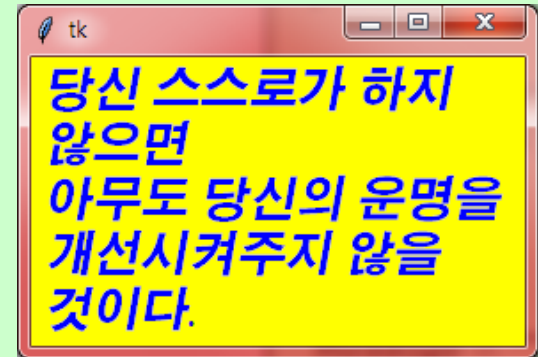 tk
당신 스스로가 하지
않으면
아무도 당신의 운명을
개선시켜주지 않을
것이다.